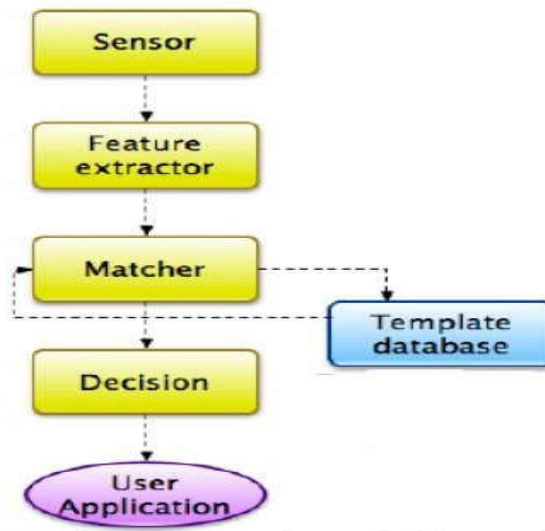 Sensor
Feature
extractor
Matcher
Template
database
Decision
User
Application